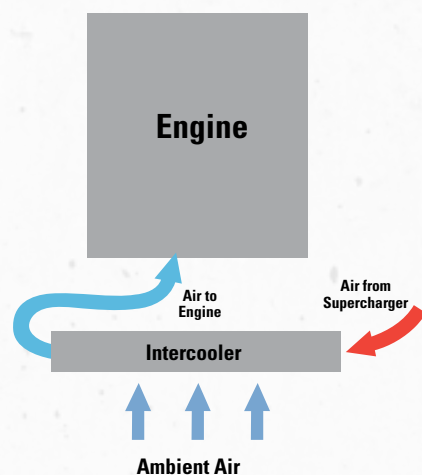 Engine
Air from
Supercharger
Air to
Engine
Intercooler
Ambient Air